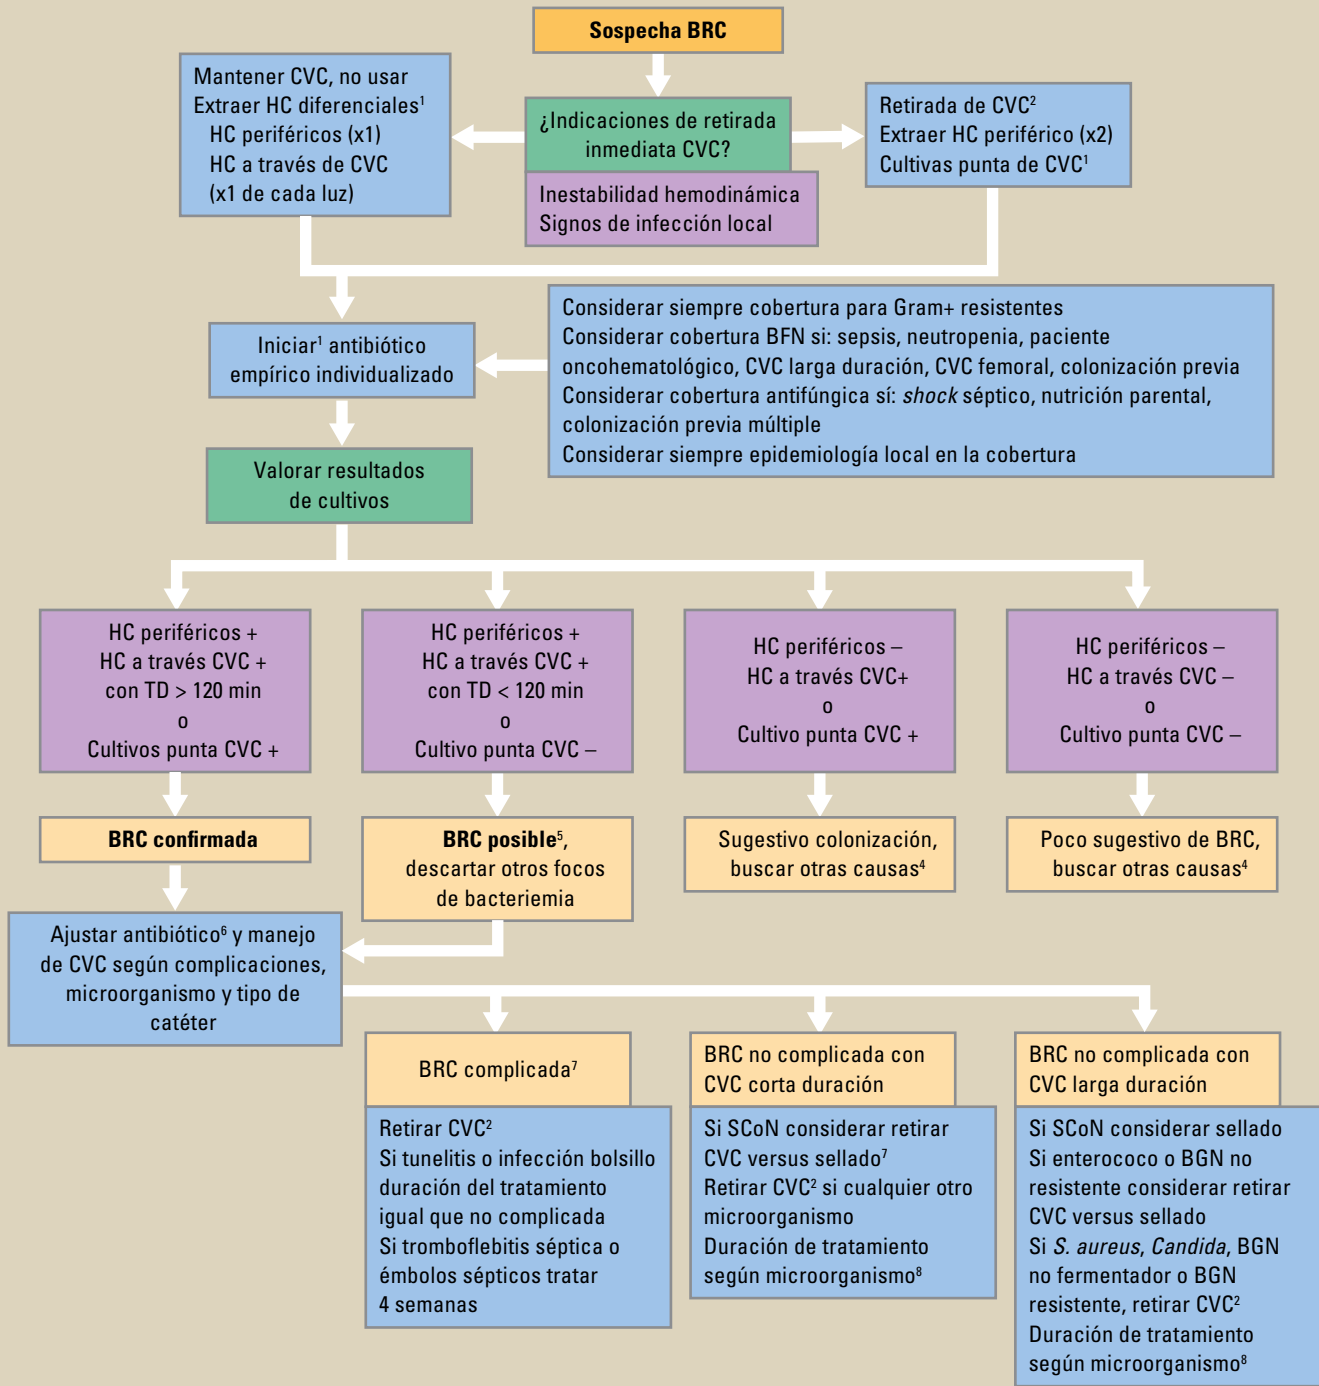 Sospecha BRC
Mantener CVC, no usar
Extraer HC diferenciales¹
HC periféricos (x1)
HC a través de CVC
(x1 de cada luz)
¿Indicaciones de retirada
inmediata CVC?
Inestabilidad hemodinámica
Signos de infección local
Retirada de CVC²
Extraer HC periférico (x2)
Cultivas punta de CVC¹
Iniciar¹ antibiótico
empírico individualizado
Considerar siempre cobertura para Gram+ resistentes
Considerar cobertura BFN si: sepsis, neutropenia, paciente
oncohematológico, CVC larga duración, CVC femoral, colonización previa
Considerar cobertura antifúngica sí: shock séptico, nutrición parental,
colonización previa múltiple
Considerar siempre epidemiología local en la cobertura
Valorar resultados
de cultivos
HC periféricos +
HC a través CVC +
con TD > 120 min
o
Cultivos punta CVC +
HC periféricos +
HC a través CVC +
con TD < 120 min
o
Cultivo punta CVC –
HC periféricos –
HC a través CVC+
o
Cultivo punta CVC +
HC periféricos –
HC a través CVC –
o
Cultivo punta CVC –
BRC confirmada
BRC posible⁵,
descartar otros focos
de bacteriemia
Sugestivo colonización,
buscar otras causas⁴
Poco sugestivo de BRC,
buscar otras causas⁴
Ajustar antibótico⁶ y manejo
de CVC según complicaciones,
microorganismo y tipo de
catéter
BRC complicada⁷
Retirar CVC²
Si tunelitis o infección bolsillo
duración del tratamiento
igual que no complicada
Si tromboflebitis séptica o
émbolos sépticos tratar
4 semanas
BRC no complicada con
CVC corta duración
Si SCoN considerar retirar
CVC versus sellado⁷
Retirar CVC² si cualquier otro
microorganismo
Duración de tratamiento
según microorganismo⁸
BRC no complicada con
CVC larga duración
Si SCoN considerar sellado
Si enterococo o BGN no
resistente considerar retirar
CVC versus sellado
Si S. aureus, Candida, BGN
no fermentador o BGN
resistente, retirar CVC²
Duración de tratamiento
según microorganismo⁸